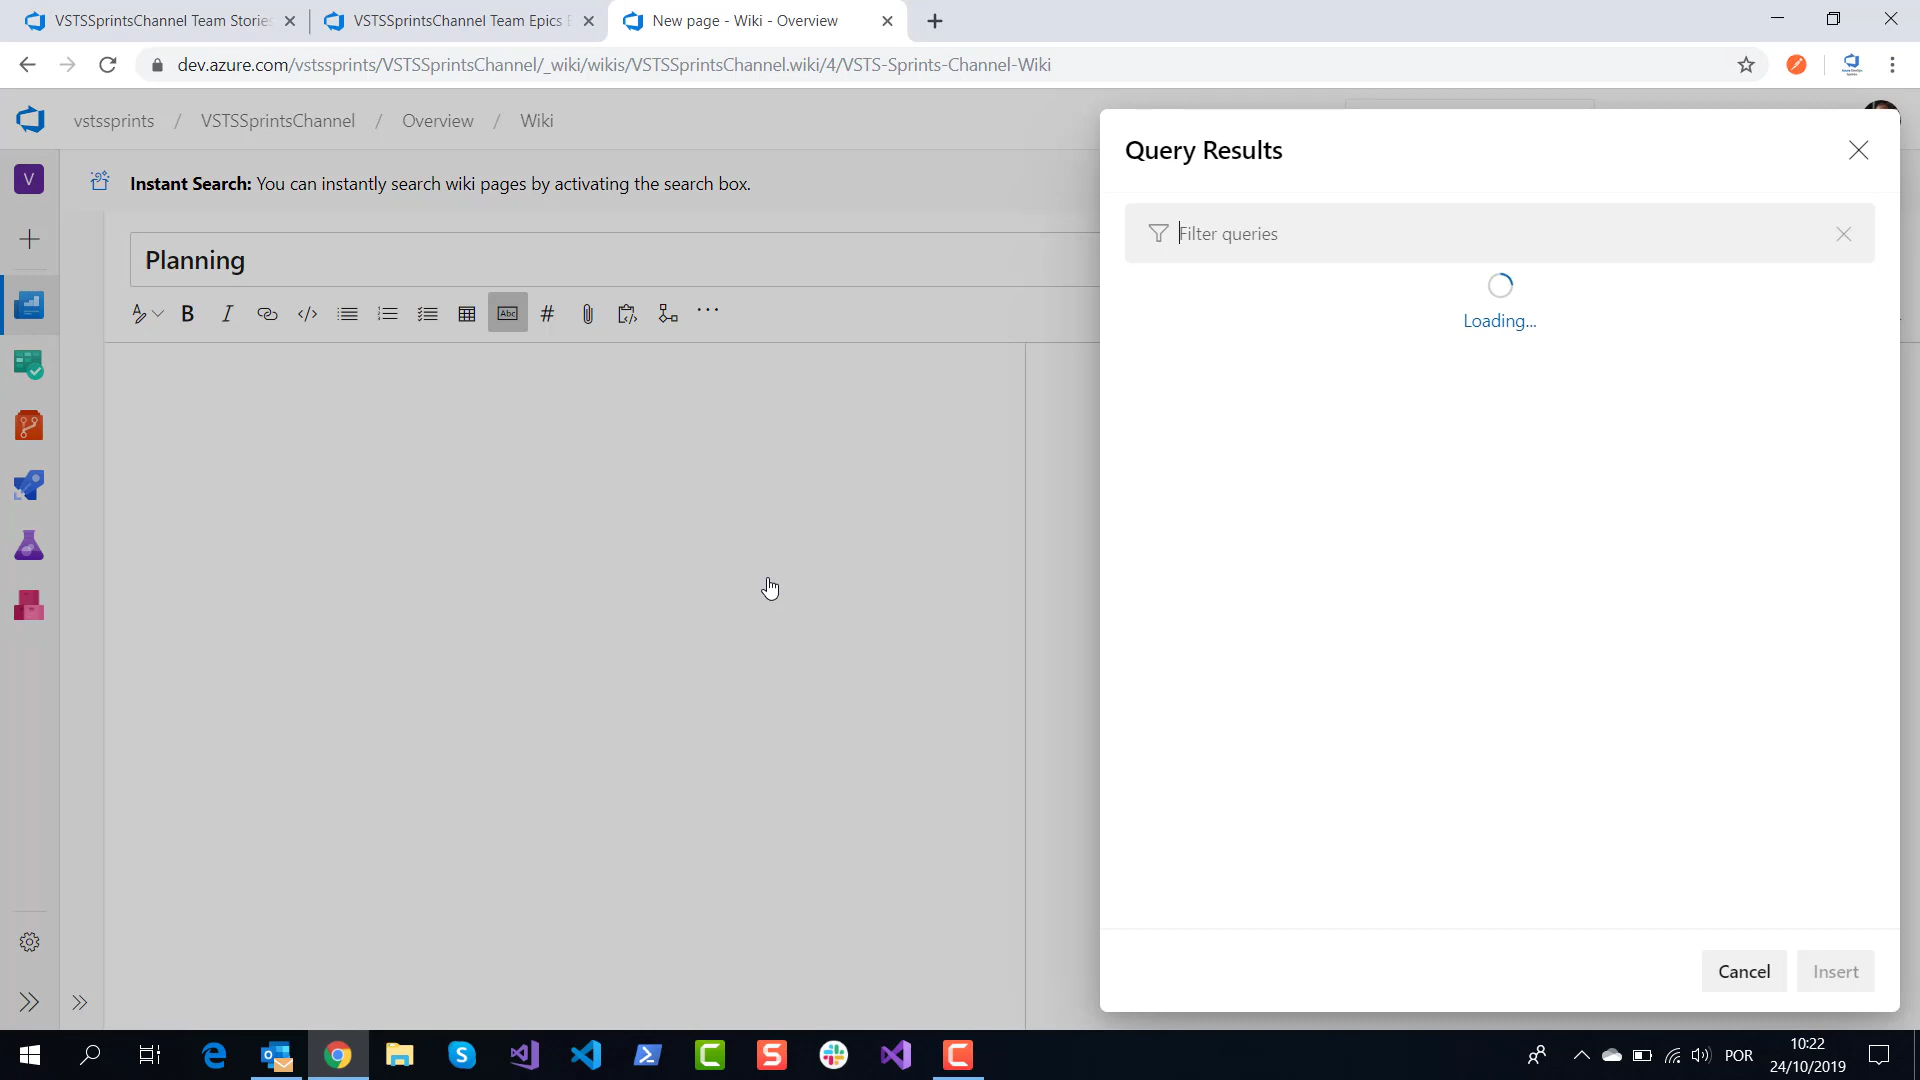 VSTSSprintsChannel Team Stories
VSTSSprintsChannel Team Epics
New page - Wiki - Overview
dev.azure.com/vstssprints/VSTSSprintsChannel/_wiki/wikis/VSTSSprintsChannel.wiki/4/VSTS-Sprints-Channel-Wiki
vstssprints / VSTSSprintsChannel / Overview / Wiki
Query Results
V
Instant Search: You can instantly search wiki pages by activating the search box.
Filter queries
Planning
B I </> Abc # ...
Loading...
Cancel
Insert
POR
10:22
24/10/2019